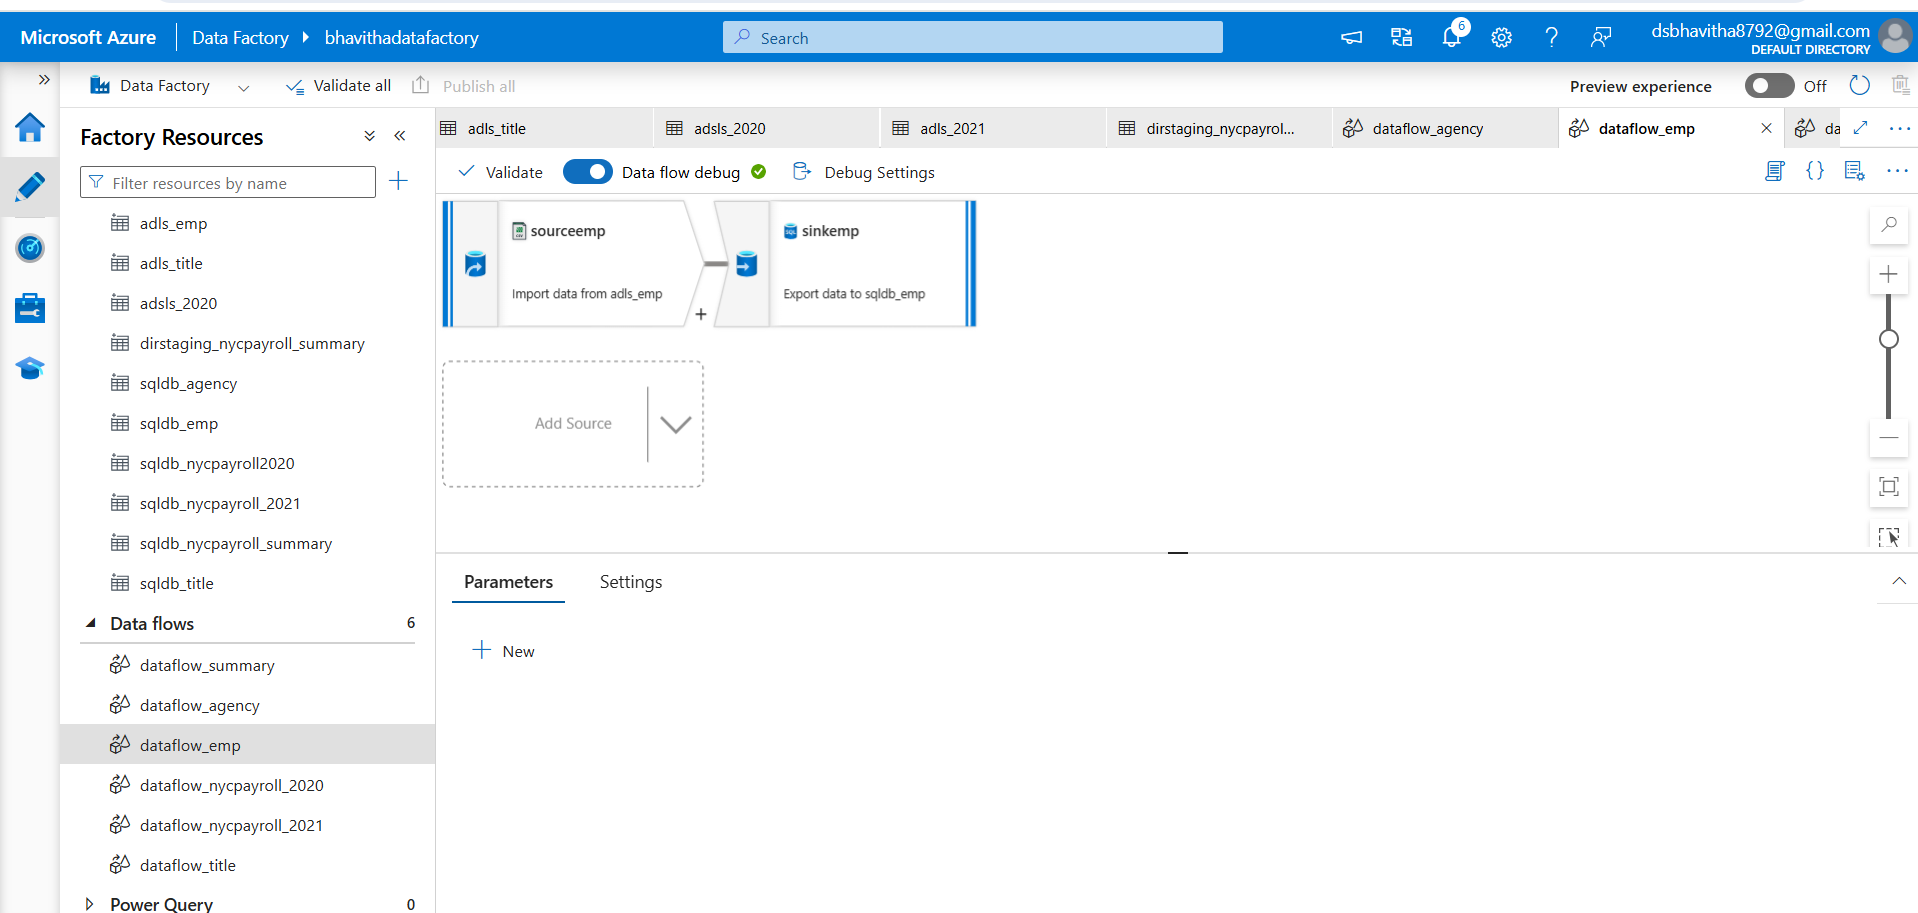 Microsoft Azure
Data Factory
bhavithadatafactory
Search
6
dsbhavitha8792@gmail.com
DEFAULT DIRECTORY
Data Factory
Validate all
Publish all
Preview experience
Off
Factory Resources
Filter resources by name
adls_emp
adls_title
adsls_2020
dirstaging_nycpayroll_summary
sqldb_agency
sqldb_emp
sqldb_nycpayroll2020
sqldb_nycpayroll_2021
sqldb_nycpayroll_summary
sqldb_title
Data flows 6
dataflow_summary
dataflow_agency
dataflow_emp
dataflow_nycpayroll_2020
dataflow_nycpayroll_2021
dataflow_title
Power Query 0
adls_title
adsls_2020
adls_2021
dirstaging_nycpayrol...
dataflow_agency
dataflow_emp
da
Validate
Data flow debug
Debug Settings
sourceemp
Import data from adls_emp
SQL
sinkemp
Export data to sqldb_emp
Add Source
Parameters
Settings
New